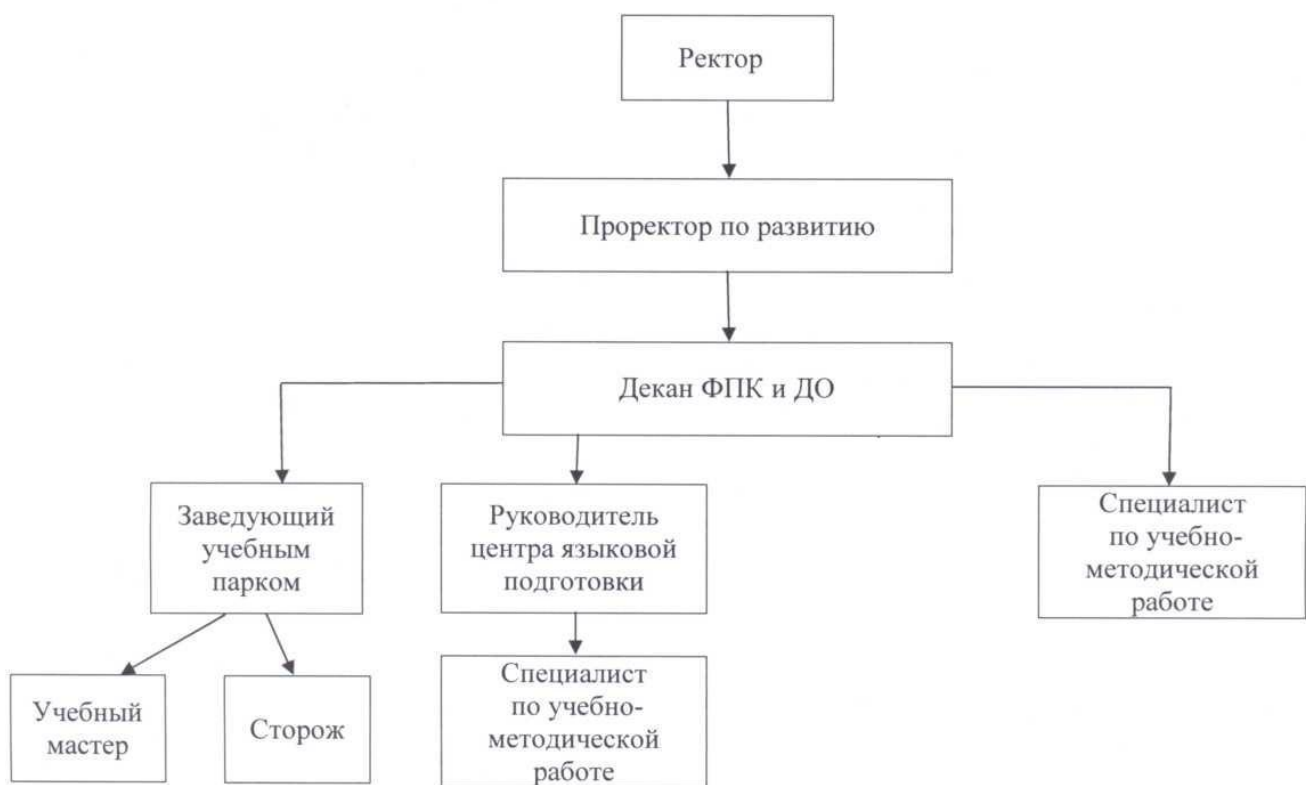 Ректор
Проректор по развитию
Декан ФПК и ДО
Заведующий
учебным
парком
Руководитель
центра языковой
подготовки
Специалист
по учебно-
методической
работе
Учебный
мастер
Сторож
Специалист
по учебно-
методической
работе